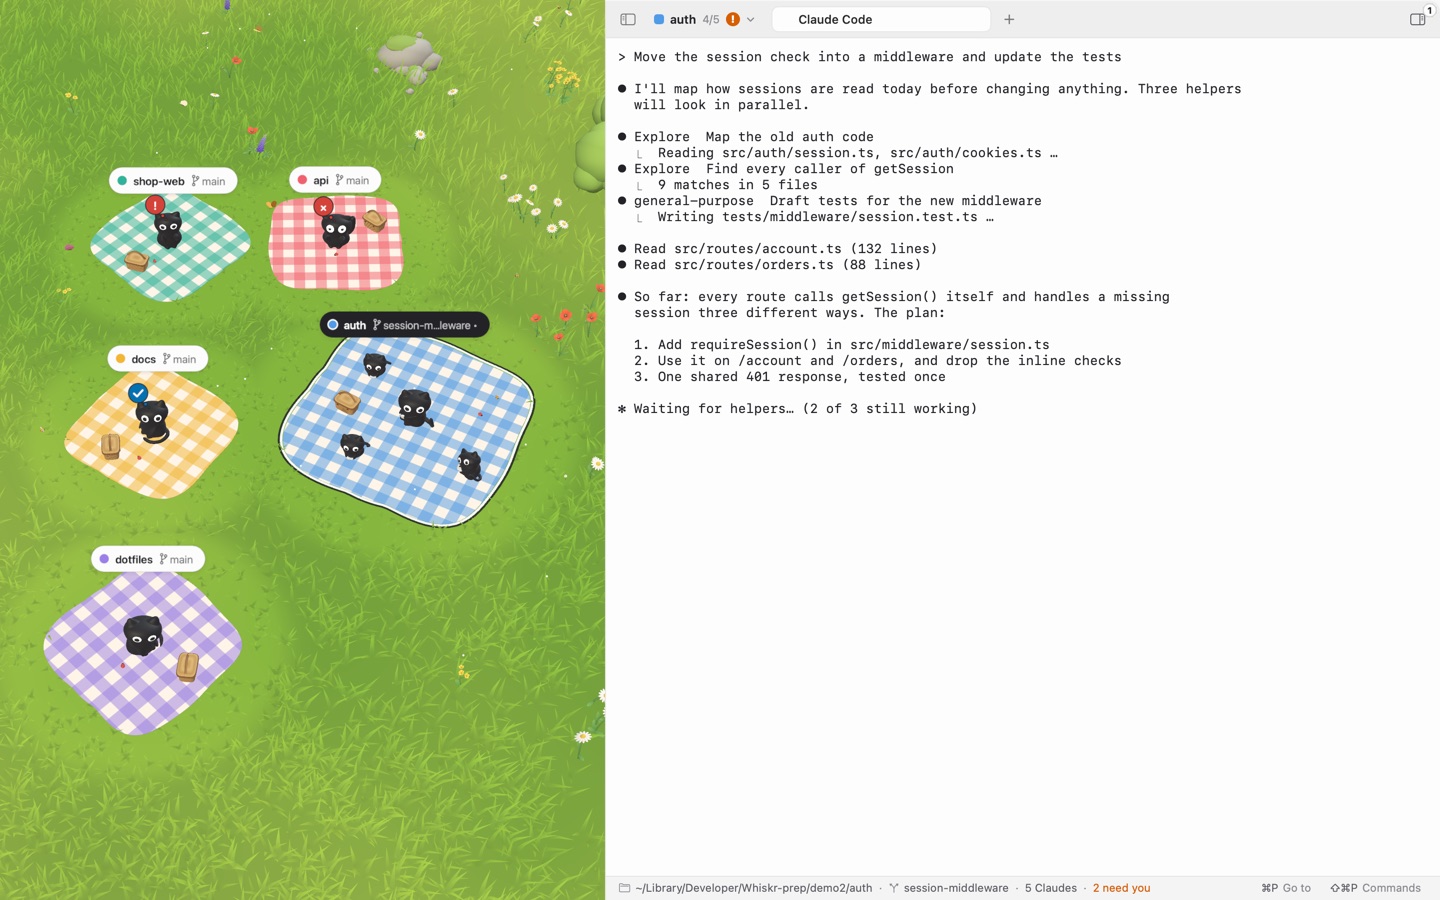 auth 4/5 !
Claude Code
1
shop-web main
api main
auth session-m…leware
docs main
dotfiles main
> Move the session check into a middleware and update the tests
● I'll map how sessions are read today before changing anything. Three helpers
will look in parallel.
● Explore  Map the old auth code
Reading src/auth/session.ts, src/auth/cookies.ts …
● Explore  Find every caller of getSession
9 matches in 5 files
● general-purpose  Draft tests for the new middleware
Writing tests/middleware/session.test.ts …
● Read src/routes/account.ts (132 lines)
● Read src/routes/orders.ts (88 lines)
● So far: every route calls getSession() itself and handles a missing
session three different ways. The plan:
1. Add requireSession() in src/middleware/session.ts
2. Use it on /account and /orders, and drop the inline checks
3. One shared 401 response, tested once
✻ Waiting for helpers… (2 of 3 still working)
~/Library/Developer/Whiskr-prep/demo2/auth · session-middleware · 5 Claudes · 2 need you
⌘P Go to ⇧⌘P Commands